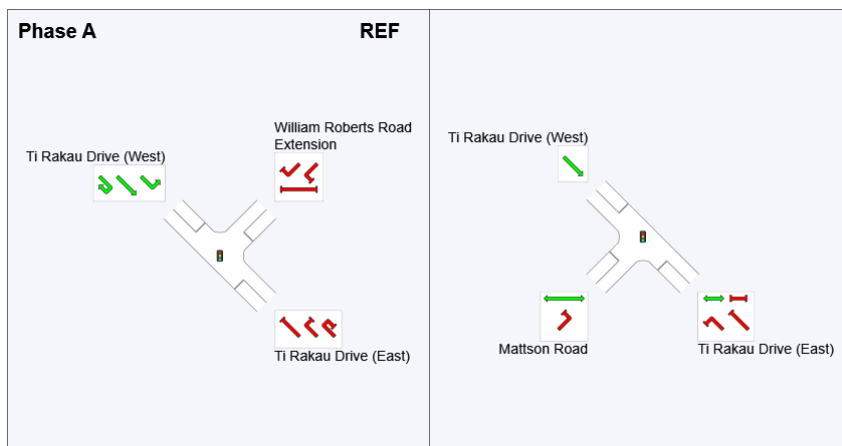 Phase A
REF
William Roberts Road
Extension
Ti Rakau Drive (West)
Ti Rakau Drive (East)
Ti Rakau Drive (West)
Mattson Road
Ti Rakau Drive (East)